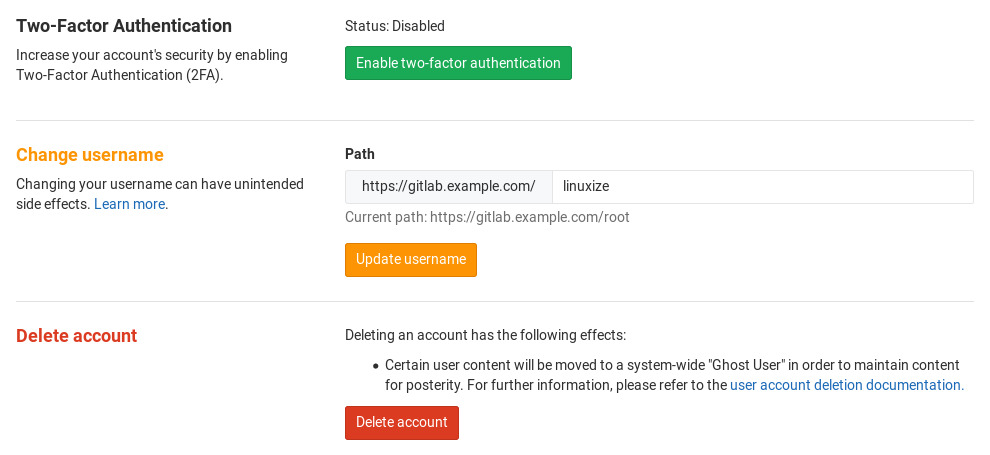 Two-Factor Authentication
Increase your account's security by enabling
Two-Factor Authentication (2FA).
Status: Disabled
Enable two-factor authentication
Change username
Changing your username can have unintended
side effects. Learn more.
Path
https://gitlab.example.com/ linuxize
Current path: https://gitlab.example.com/root
Update username
Delete account
Deleting an account has the following effects:
• Certain user content will be moved to a system-wide "Ghost User" in order to maintain content
for posterity. For further information, please refer to the user account deletion documentation.
Delete account